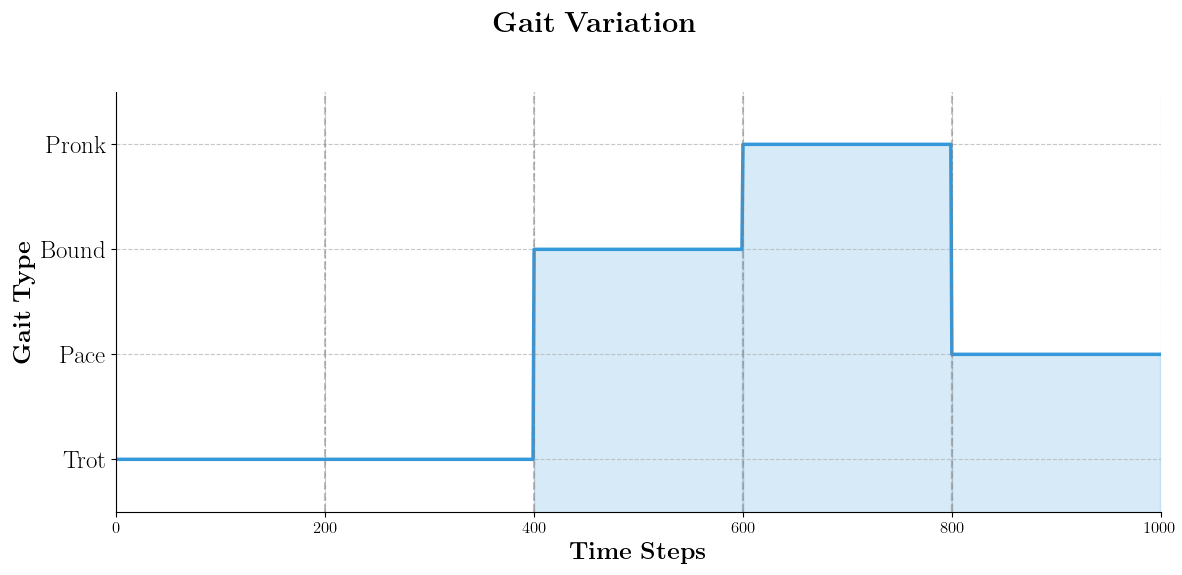 Gait Variation
Gait Type
Pronk
Bound
Pace
Trot
0 200 400 600 800 1000
Time Steps